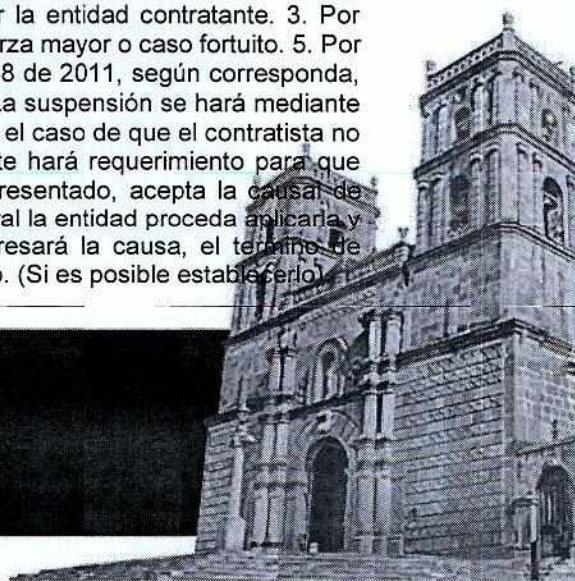 r la entidad contratante. 3. Por
rza mayor o caso fortuito. 5. Por
8 de 2011, según corresponda,
La suspensión se hará mediante
el caso de que el contratista no
te hará requerimiento para que
resentado, acepta la causal de
ral la entidad proceda aplicarla y
resará la causa, el termino de
o. (Si es posible establecerlo).